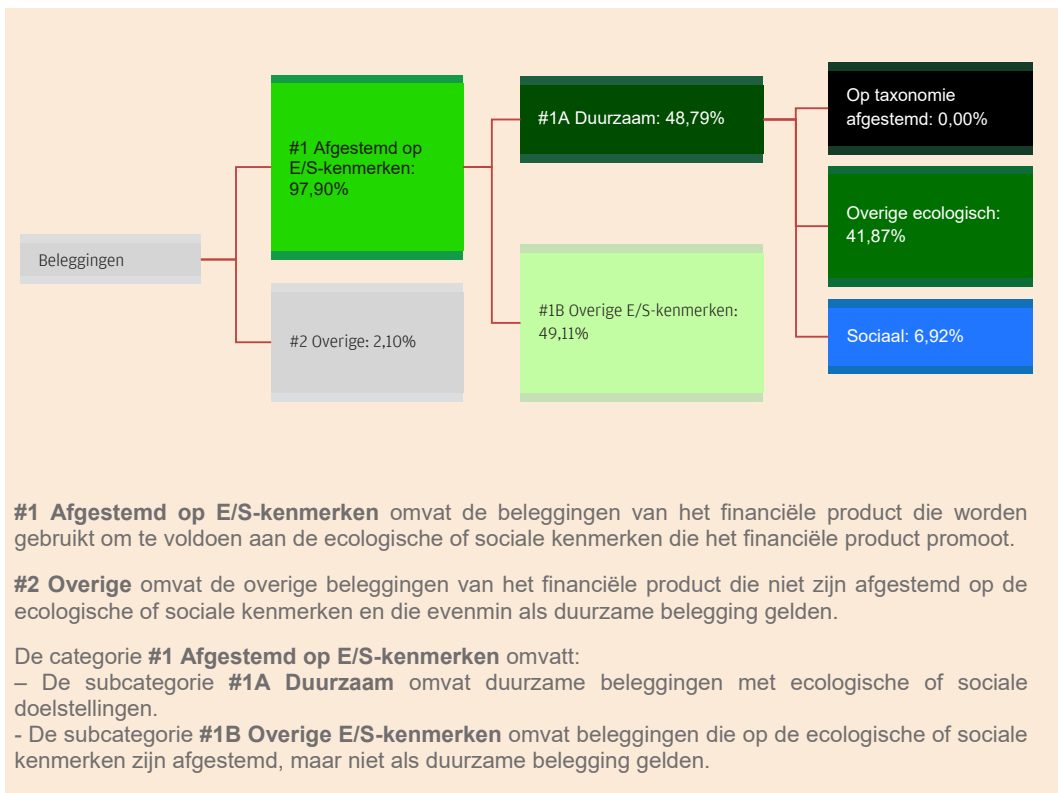 Beleggingen
#1 Afgestemd op
E/S-kenmerken:
97,90%
#2 Overige: 2,10%
#1A Duurzaam: 48,79%
#1B Overige E/S-kenmerken:
49,11%
Op taxonomie
afgestemd: 0,00%
Overige ecologisch:
41,87%
Sociaal: 6,92%
#1 Afgestemd op E/S-kenmerken omvat de beleggingen van het financiële product die worden
gebruikt om te voldoen aan de ecologische of sociale kenmerken die het financiële product promoot.
#2 Overige omvat de overige beleggingen van het financiële product die niet zijn afgestemd op de
ecologische of sociale kenmerken en die evenmin als duurzame belegging gelden.
De categorie #1 Afgestemd op E/S-kenmerken omvatt:
– De subcategorie #1A Duurzaam omvat duurzame beleggingen met ecologische of sociale
doelstellingen.
- De subcategorie #1B Overige E/S-kenmerken omvat beleggingen die op de ecologische of sociale
kenmerken zijn afgestemd, maar niet als duurzame belegging gelden.